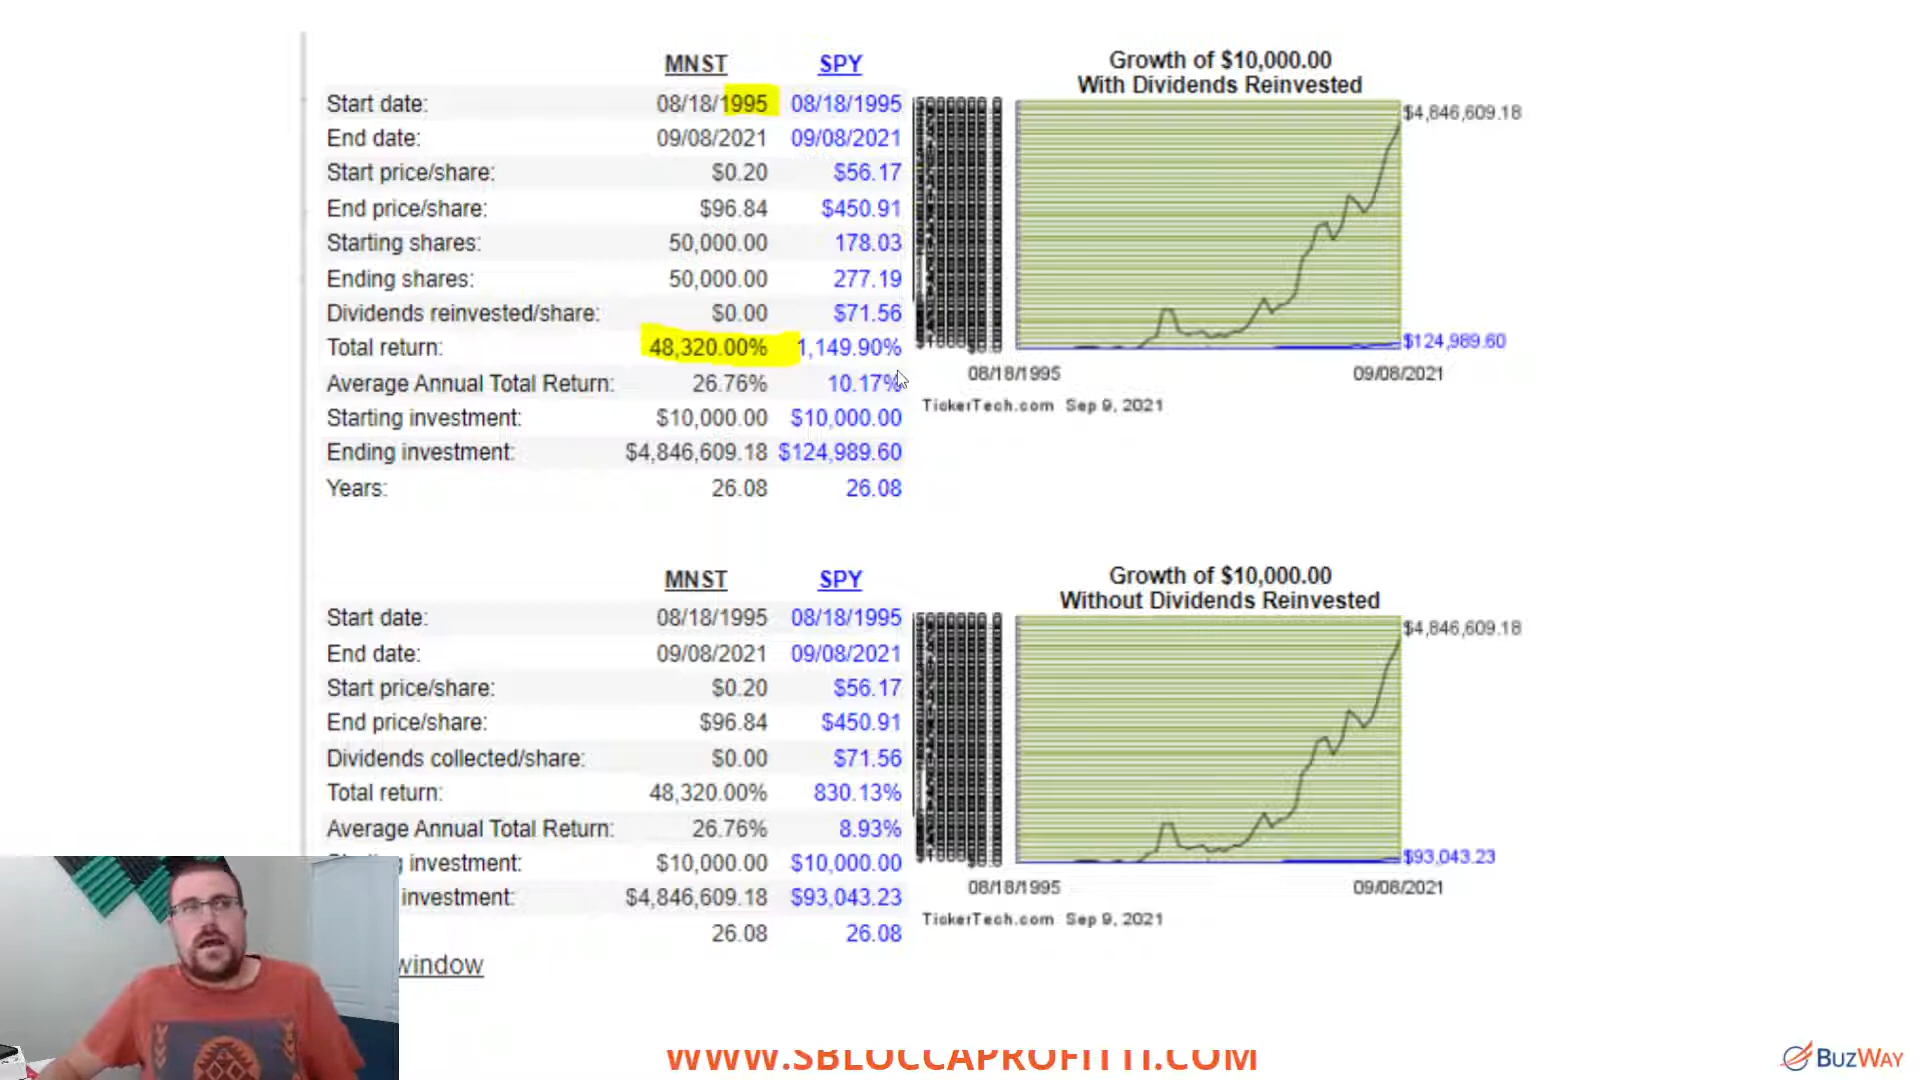 MNST SPY
Start date: 08/18/1995 08/18/1995
End date: 09/08/2021 09/08/2021
Start price/share: $0.20 $56.17
End price/share: $96.84 $450.91
Starting shares: 50,000.00 178.03
Ending shares: 50,000.00 277.19
Dividends reinvested/share: $0.00 $71.56
Total return: 48,320.00% 1,149.90%
Average Annual Total Return: 26.76% 10.17%
Starting investment: $10,000.00 $10,000.00
Ending investment: $4,846,609.18 $124,989.60
Years: 26.08 26.08
Growth of $10,000.00
With Dividends Reinvested
$4,846,609.18
$124,989.60
08/18/1995 09/08/2021
TickerTech.com Sep 9, 2021
MNST SPY
Start date: 08/18/1995 08/18/1995
End date: 09/08/2021 09/08/2021
Start price/share: $0.20 $56.17
End price/share: $96.84 $450.91
Dividends collected/share: $0.00 $71.56
Total return: 48,320.00% 830.13%
Average Annual Total Return: 26.76% 8.93%
investment: $10,000.00 $10,000.00
investment: $4,846,609.18 $93,043.23
26.08 26.08
window
Growth of $10,000.00
Without Dividends Reinvested
$4,846,609.18
$93,043.23
08/18/1995 09/08/2021
TickerTech.com Sep 9, 2021
WWW.SBLOCCAPROFITTI.COM
BUZWAY